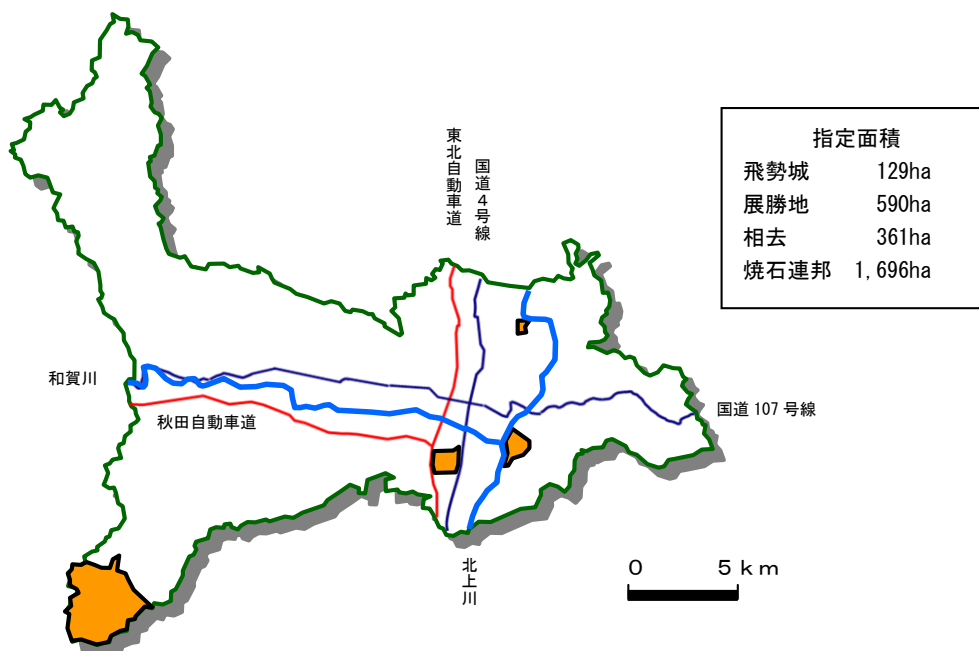 東北自動車道
国道４号線
指定面積
飛勢城 129ha
展勝地 590ha
相去 361ha
焼石連邦 1,696ha
和賀川
秋田自動車道
国道 107 号線
北上川
0 5ｋｍ